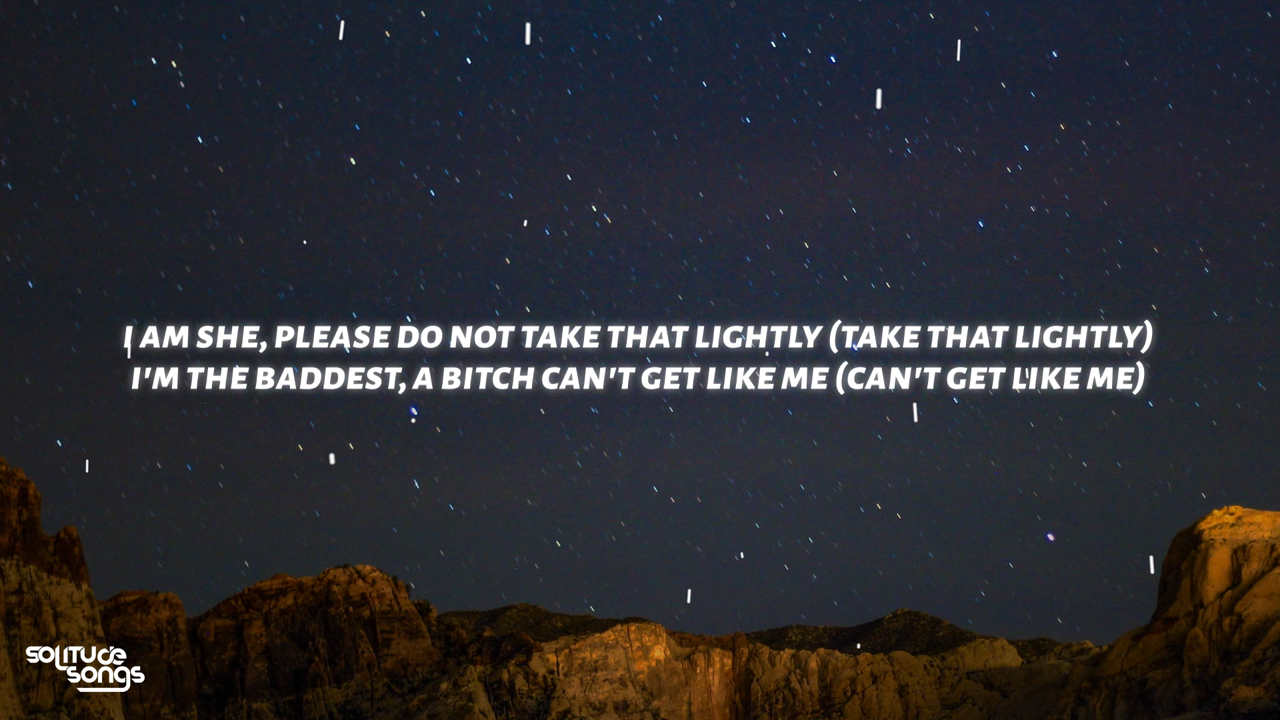 I AM SHE, PLEASE DO NOT TAKE THAT LIGHTLY (TAKE THAT LIGHTLY)
I'M THE BADDEST, A BITCH CAN'T GET LIKE ME (CAN'T GET LIKE ME)
SOLITUDE
SONGS